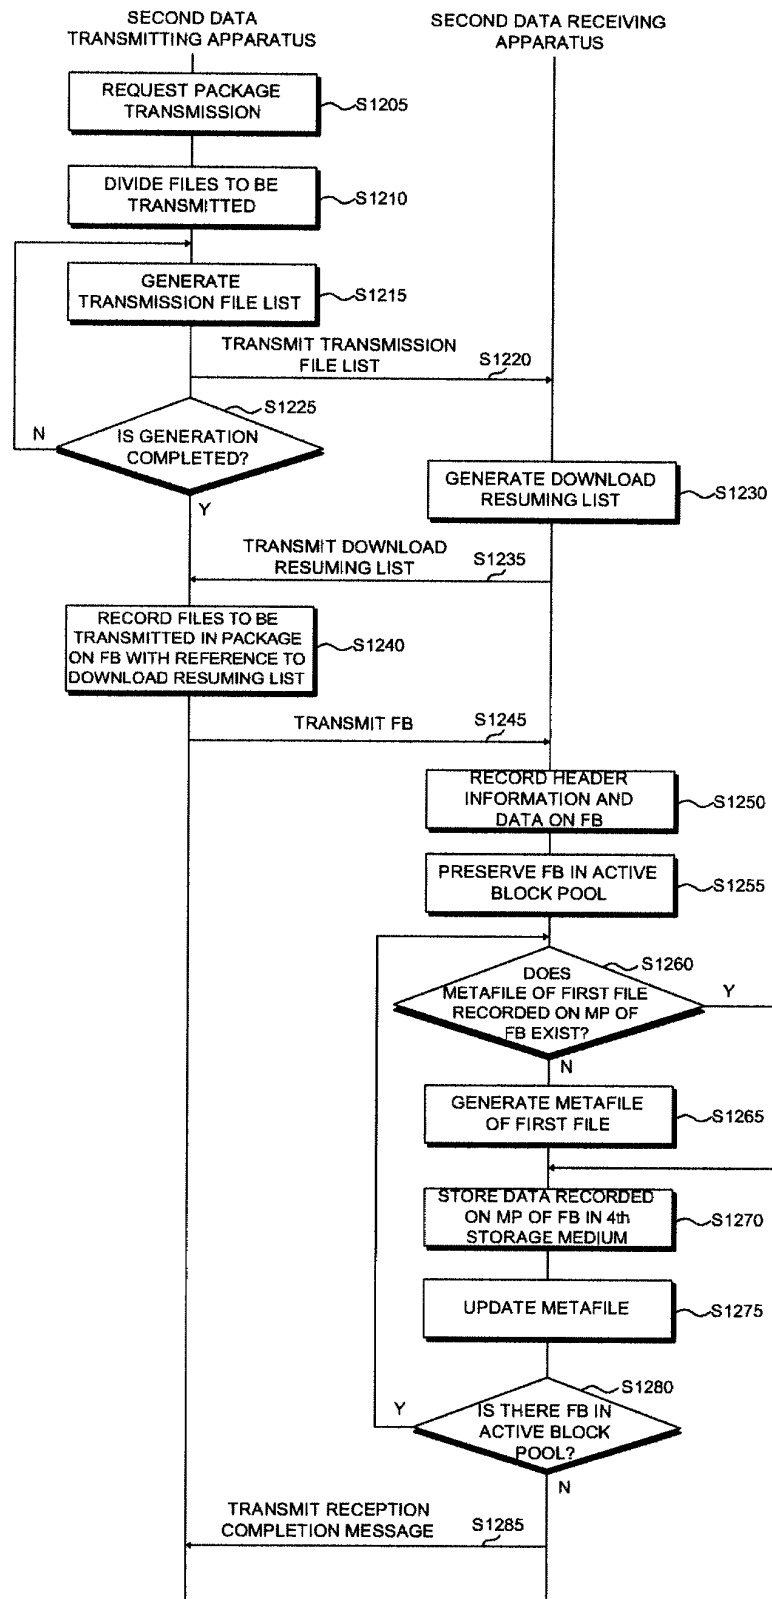 SECOND DATA
TRANSMITTING APPARATUS
SECOND DATA RECEIVING
APPARATUS
REQUEST PACKAGE
TRANSMISSION
S1205
DIVIDE FILES TO BE
TRANSMITTED
S1210
GENERATE
TRANSMISSION FILE LIST
S1215
TRANSMIT TRANSMISSION
FILE LIST
S1220
S1225
N
IS GENERATION
COMPLETED?
Y
GENERATE DOWNLOAD
RESUMING LIST
S1230
TRANSMIT DOWNLOAD
RESUMING LIST
S1235
RECORD FILES TO BE
TRANSMITTED IN PACKAGE
ON FB WITH REFERENCE TO
DOWNLOAD RESUMING LIST
S1240
TRANSMIT FB
S1245
RECORD HEADER
INFORMATION AND
DATA ON FB
S1250
PRESERVE FB IN ACTIVE
BLOCK POOL
S1255
S1260
DOES
METAFILE OF FIRST FILE
RECORDED ON MP OF
FB EXIST?
Y
N
GENERATE METAFILE
OF FIRST FILE
S1265
STORE DATA RECORDED
ON MP OF FB IN 4th
STORAGE MEDIUM
S1270
UPDATE METAFILE
S1275
S1280
Y
IS THERE FB IN
ACTIVE BLOCK
POOL?
N
TRANSMIT RECEPTION
COMPLETION MESSAGE
S1285